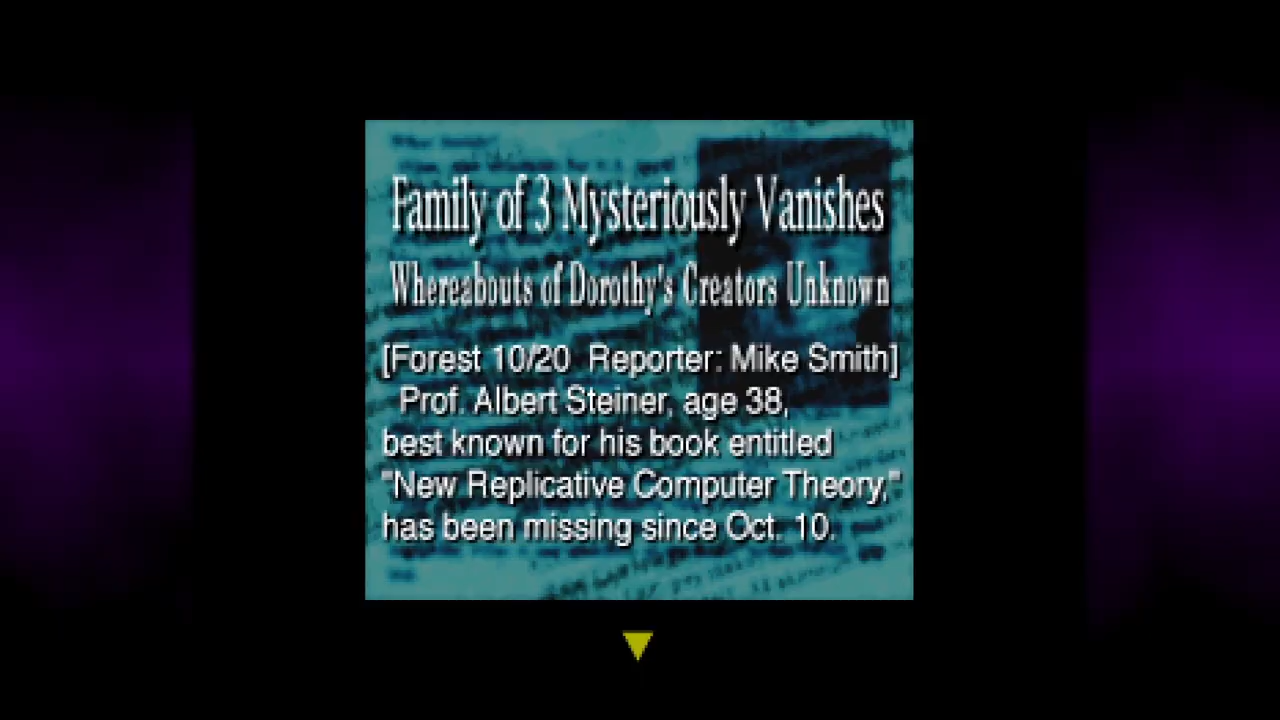 Family of 3 Mysteriously Vanishes
Whereabouts of Dorothy's Creators Unknown
[Forest 10/20 Reporter: Mike Smith]
Prof. Albert Steiner, age 38,
best known for his book entitled
"New Replicative Computer Theory,"
has been missing since Oct. 10.